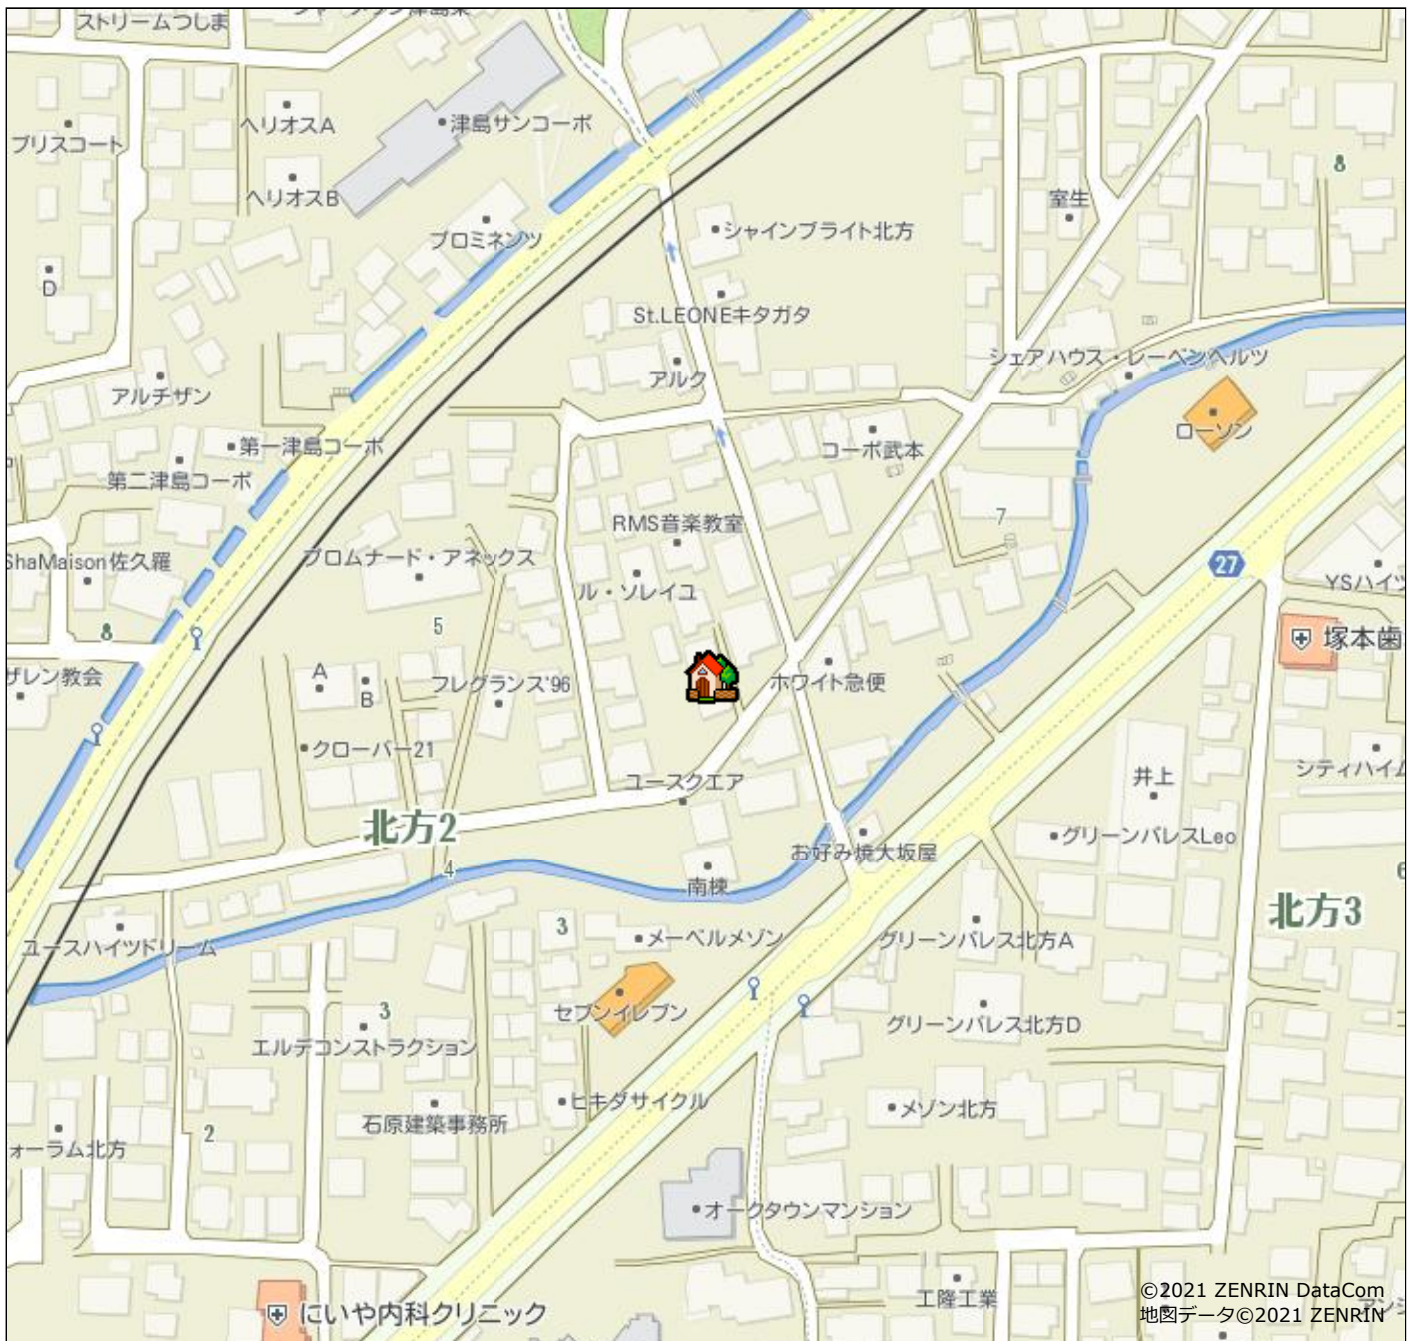 ストリームつしま
ヘリオスA
津島サンコーポ
プリスコート
8
ヘリオスB
室生
プロミネンツ
シャインブライト北方
D
St.LEONEキタガタ
シェアハウス・レーベンヘルツ
アルク
アルチザン
ローソン
第一津島コーポ
コーポ武本
第二津島コーポ
RMS音楽教室
7
ShaMaison佐久羅
プロムナード・アネックス
27
YSハイツ
ル・ソレイユ
8
5
塚本歯
ザレン教会
A
B
フレグランス'96
ホワイト急便
クローバー21
シティハイム
ユースクエア
井上
北方2
グリーンパレスLeo
お好み焼大坂屋
4
南棟
6
北方3
3
メーベルメゾン
グリーンパレス北方A
ユースハイツドリーム
セブンイレブン
3
グリーンパレス北方D
エルデコンストラクション
ヒキダサイクル
メゾン北方
石原建築事務所
2
ォーラム北方
オークタウンマンション
工隆工業
にいや内科クリニック
©2021 ZENRIN DataCom
地図データ©2021 ZENRIN